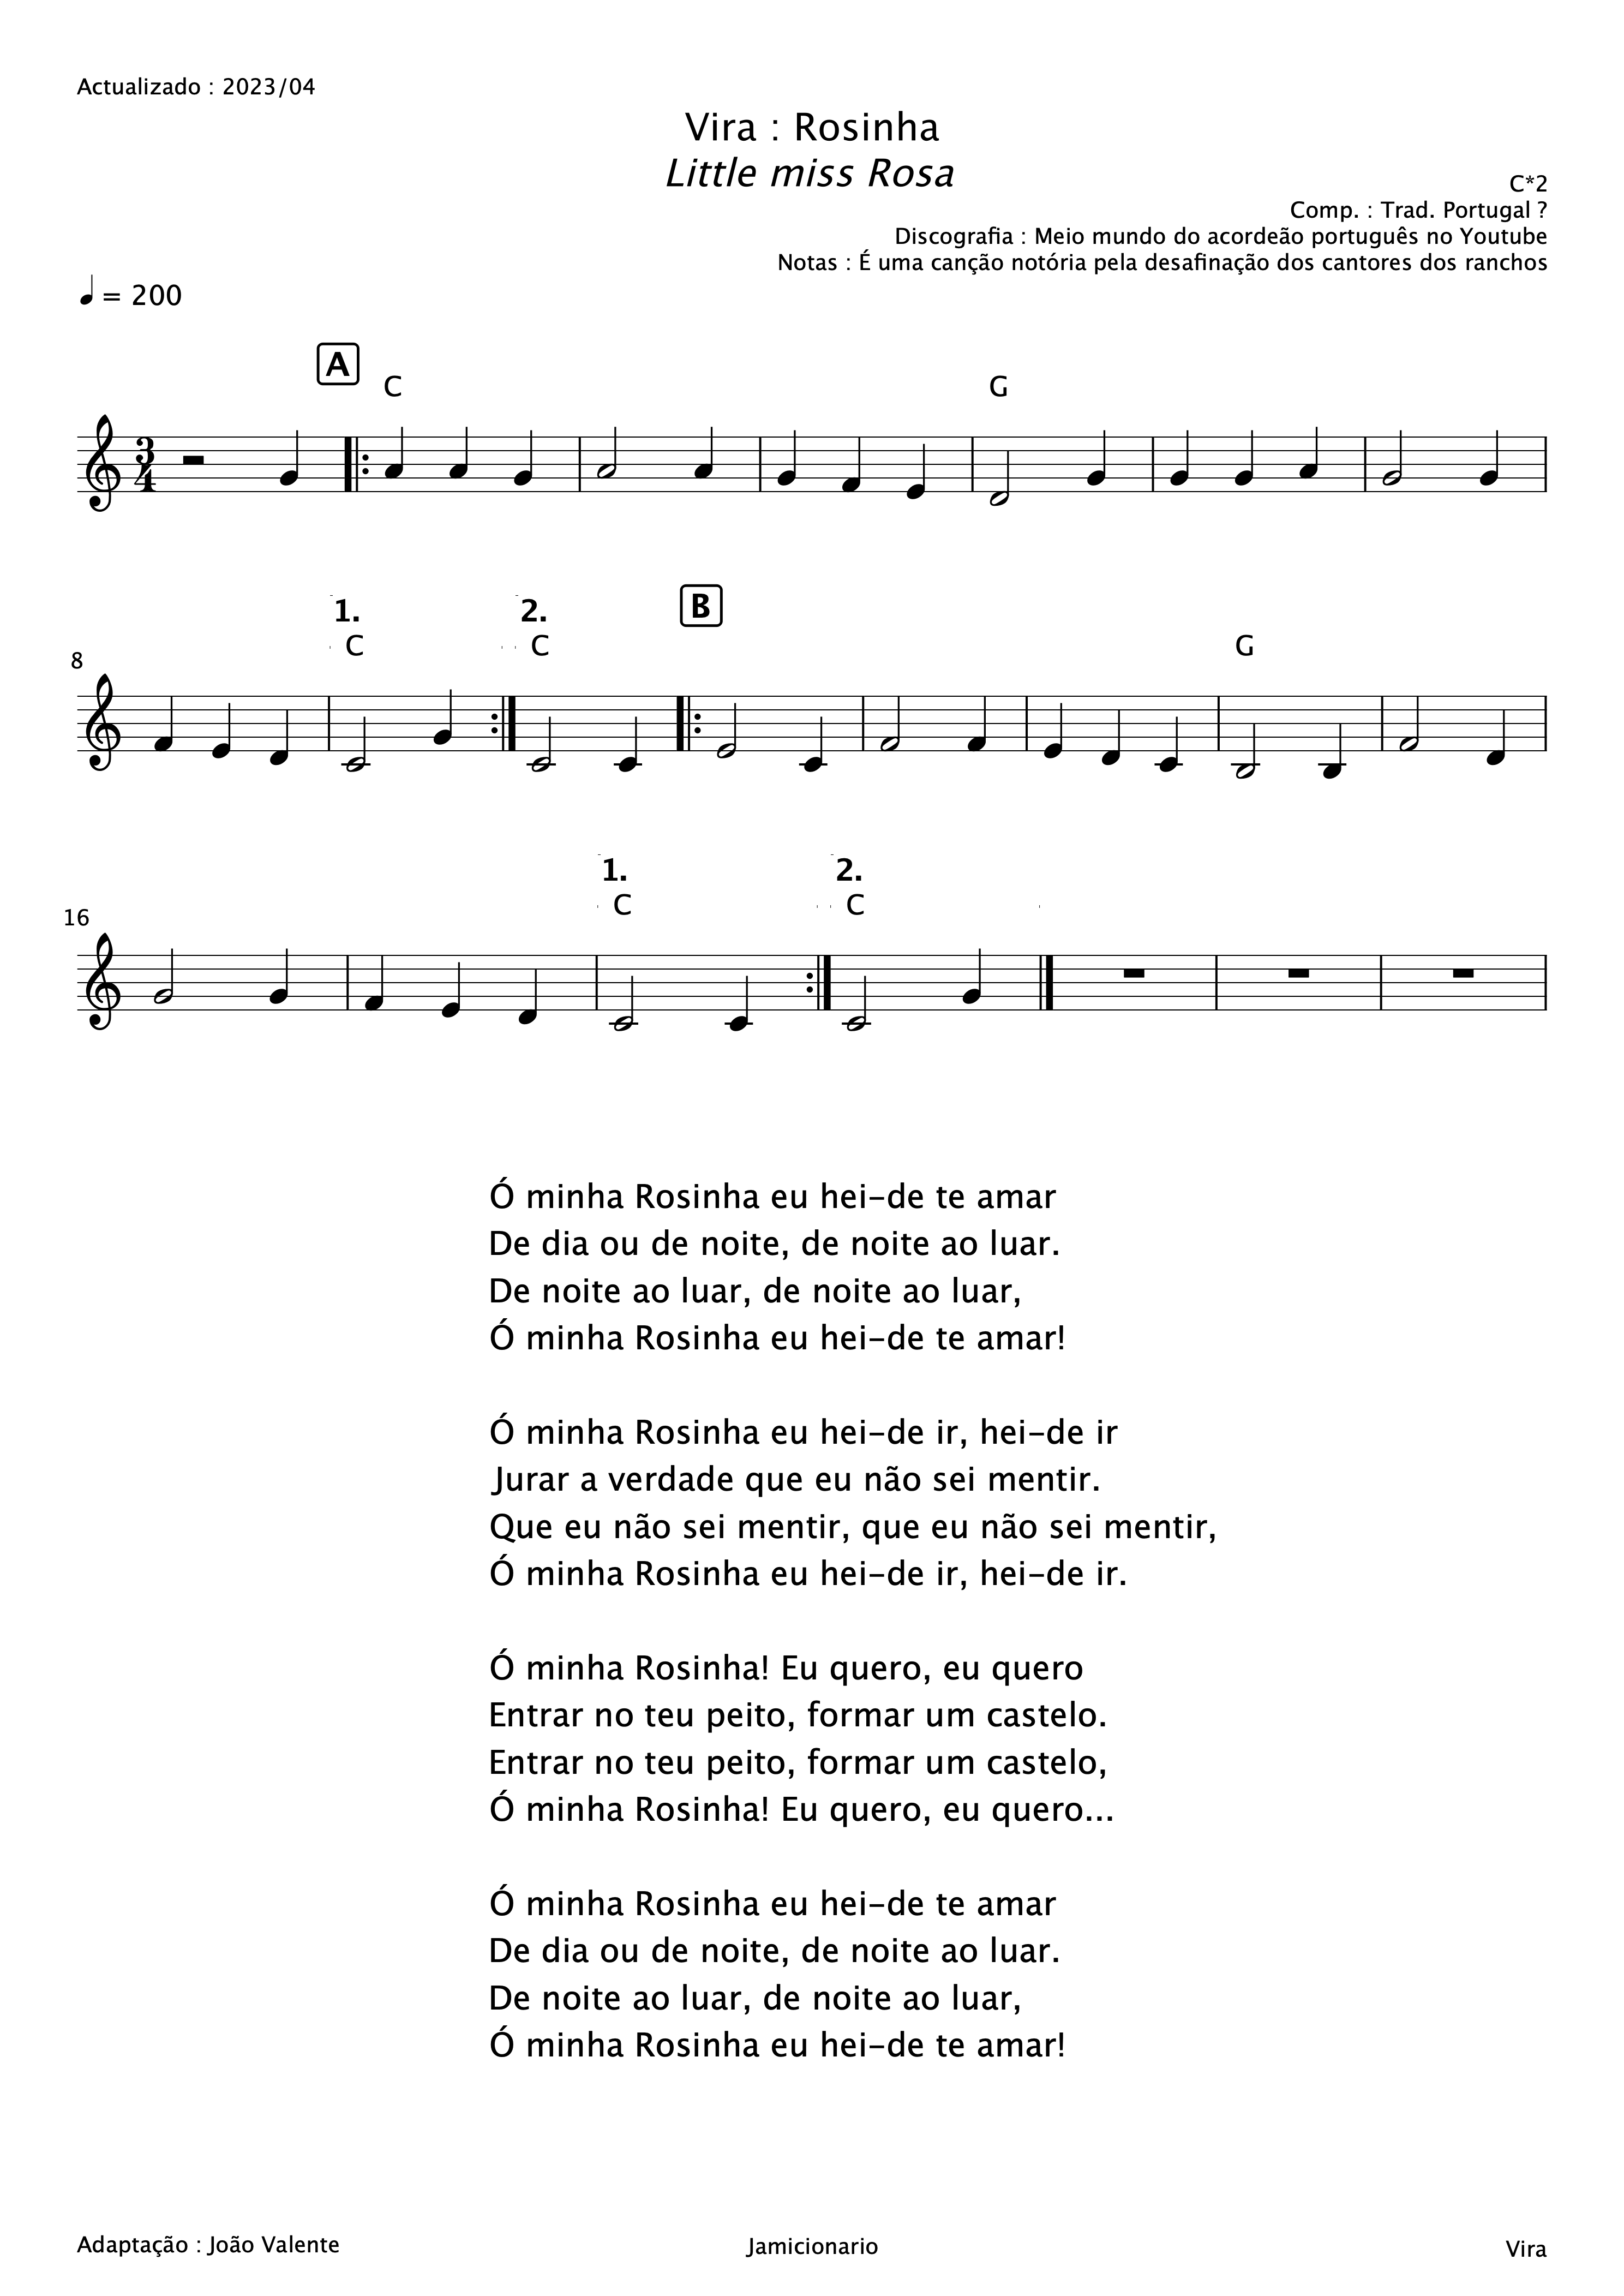 Actualizado : 2023/04
Vira : Rosinha
Little miss Rosa
C*2
Comp. : Trad. Portugal ?
Discografia : Meio mundo do acordeão português no Youtube
Notas : É uma canção notória pela desafinação dos cantores dos ranchos
= 200
A
C G
3
4
1. 2. B
C C G
8
1. 2.
C C
16
Ó minha Rosinha eu hei-de te amar
De dia ou de noite, de noite ao luar.
De noite ao luar, de noite ao luar,
Ó minha Rosinha eu hei-de te amar!
Ó minha Rosinha eu hei-de ir, hei-de ir
Jurar a verdade que eu não sei mentir.
Que eu não sei mentir, que eu não sei mentir,
Ó minha Rosinha eu hei-de ir, hei-de ir.
Ó minha Rosinha! Eu quero, eu quero
Entrar no teu peito, formar um castelo.
Entrar no teu peito, formar um castelo,
Ó minha Rosinha! Eu quero, eu quero...
Ó minha Rosinha eu hei-de te amar
De dia ou de noite, de noite ao luar.
De noite ao luar, de noite ao luar,
Ó minha Rosinha eu hei-de te amar!
Adaptação : João Valente
Jamicionario
Vira